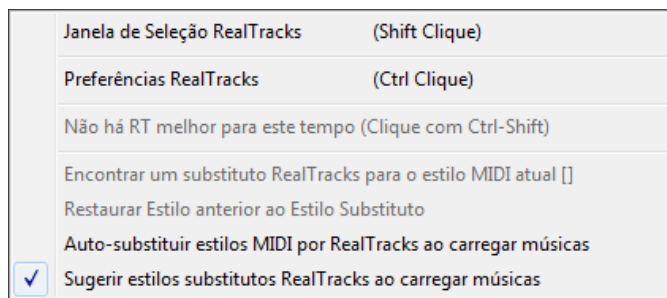 Janela de Seleção RealTracks (Shift Clique)
Preferências RealTracks (Ctrl Clique)
Não há RT melhor para este tempo (Clique com Ctrl-Shift)
Encontrar um substituto RealTracks para o estilo MIDI atual []
Restaurar Estilo anterior ao Estilo Substituto
Auto-substituir estilos MIDI por RealTracks ao carregar músicas
Sugerir estilos substitutos RealTracks ao carregar músicas